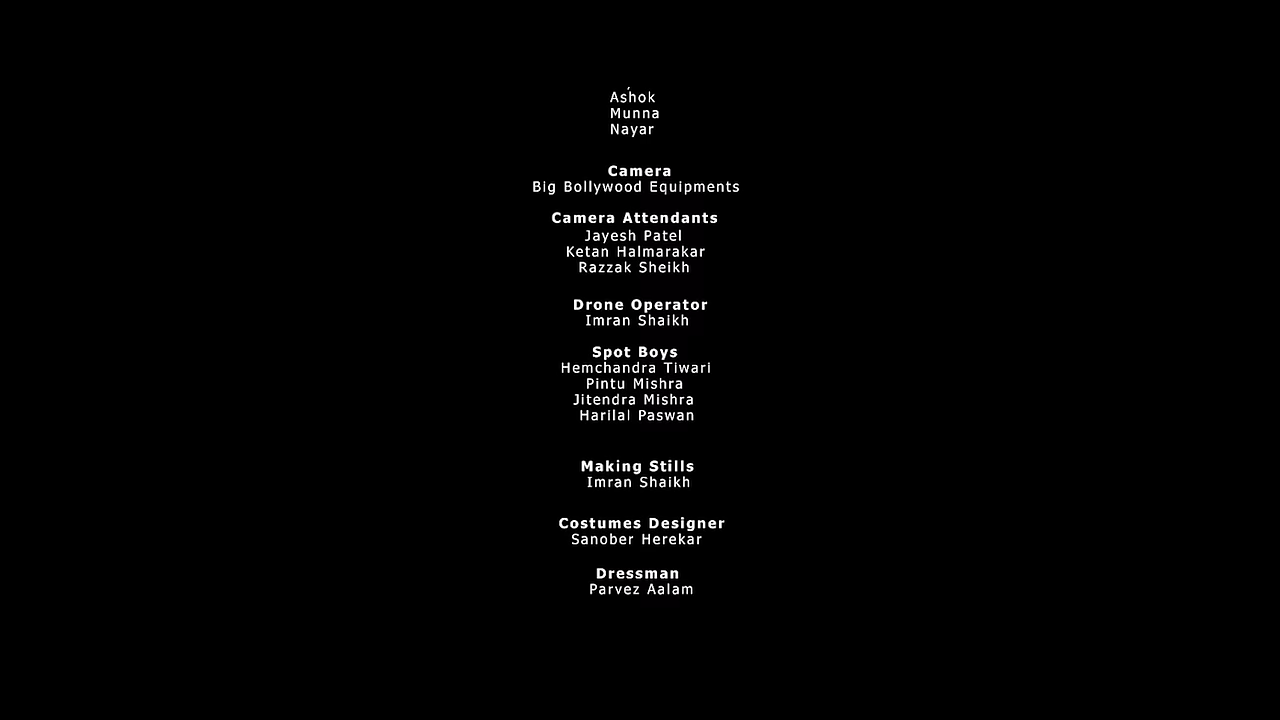 Ashok
Munna
Nayar
Camera
Big Bollywood Equipments
Camera Attendants
Jayesh Patel
Ketan Halmarakar
Razzak Sheikh
Drone Operator
Imran Shaikh
Spot Boys
Hemchandra Tiwari
Pintu Mishra
Jitendra Mishra
Harilal Paswan
Making Stills
Imran Shaikh
Costumes Designer
Sanober Herekar
Dressman
Parvez Aalam